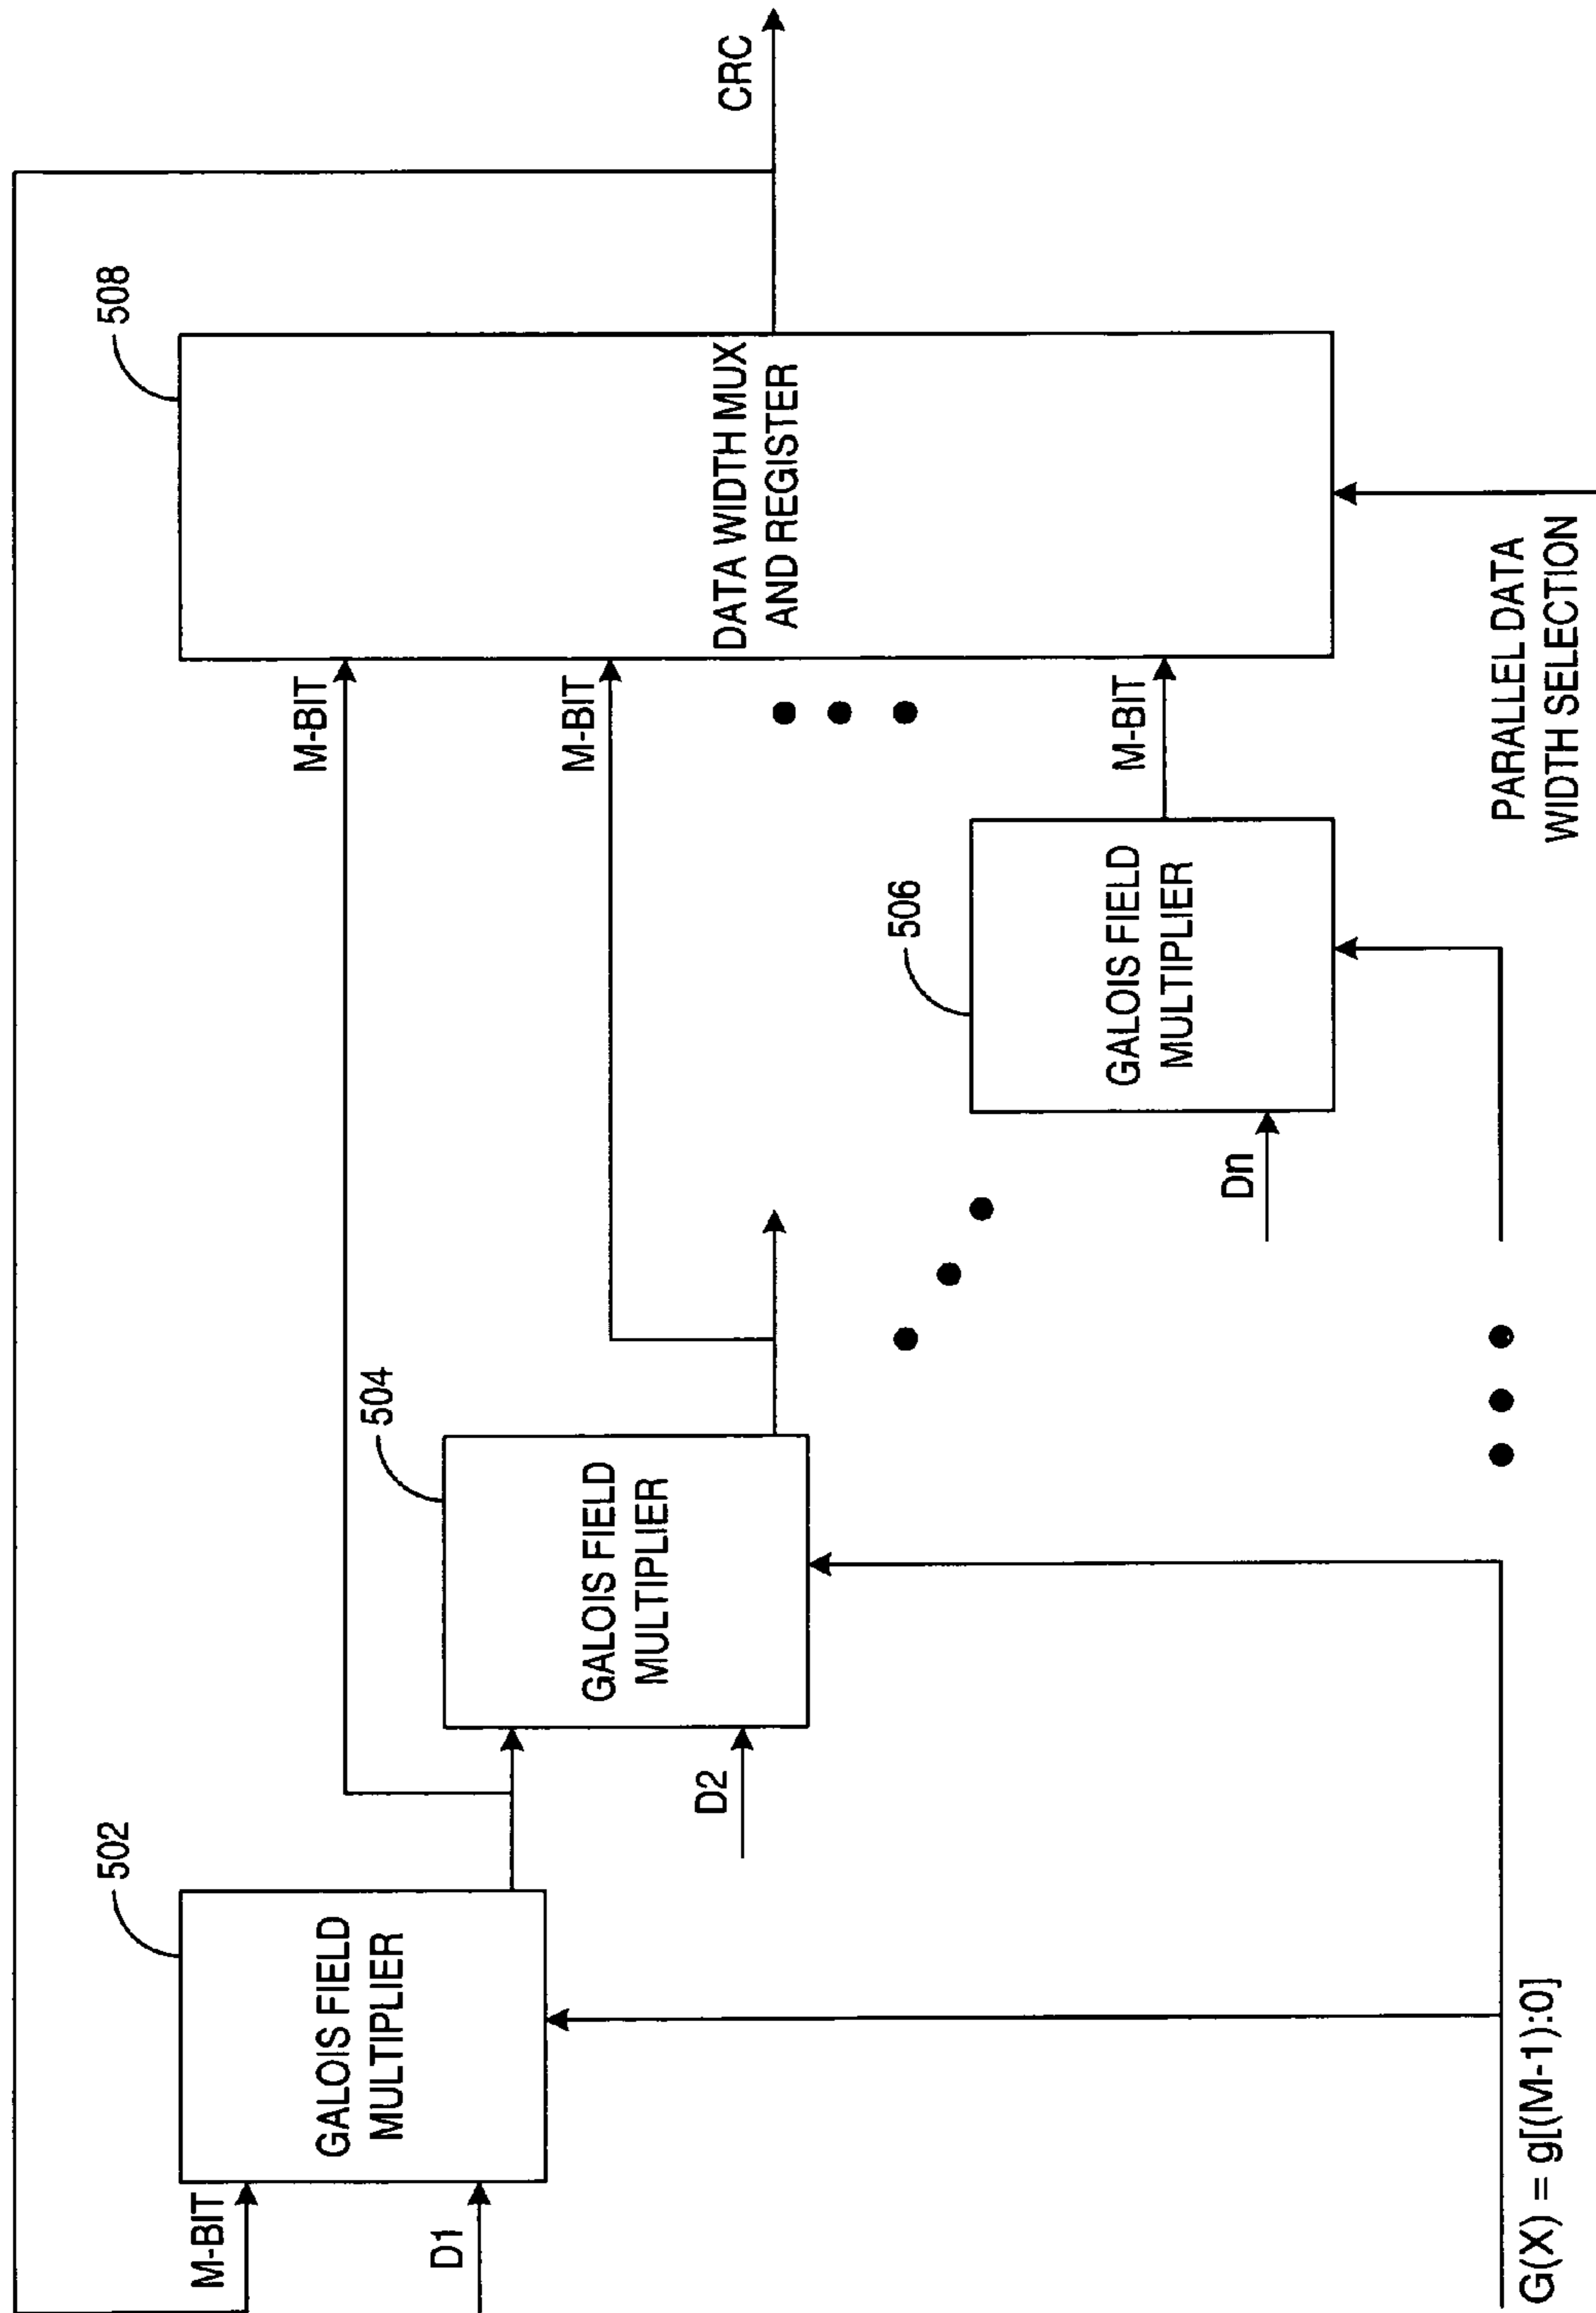 CRC
508
DATA WIDTH MUX
AND REGISTER
M-BIT
M-BIT
M-BIT
PARALLEL DATA
WIDTH SELECTION
506
GALOIS FIELD
MULTIPLIER
Dn
504
GALOIS FIELD
MULTIPLIER
D2
502
GALOIS FIELD
MULTIPLIER
M-BIT
D1
G(X) = g[(M-1):0]